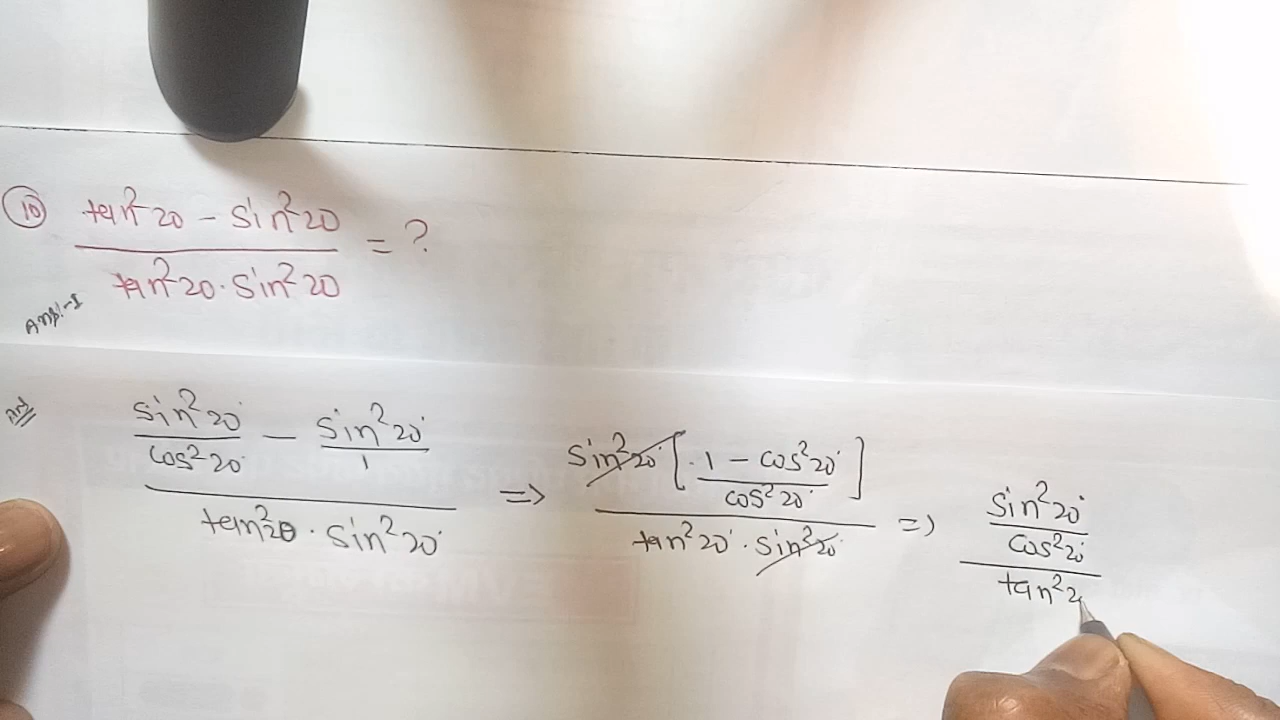 ⑩ tan²20 - sin²20 / tan²20 · sin²20 = ?
Ans:-1
Ans sin²20° / cos²20° - sin²20° / 1 => sin²20° [1 - cos²20° / cos²20°] => sin²20° / cos²20°
tan²20 · sin²20° tan²20° · sin²20° tan²2